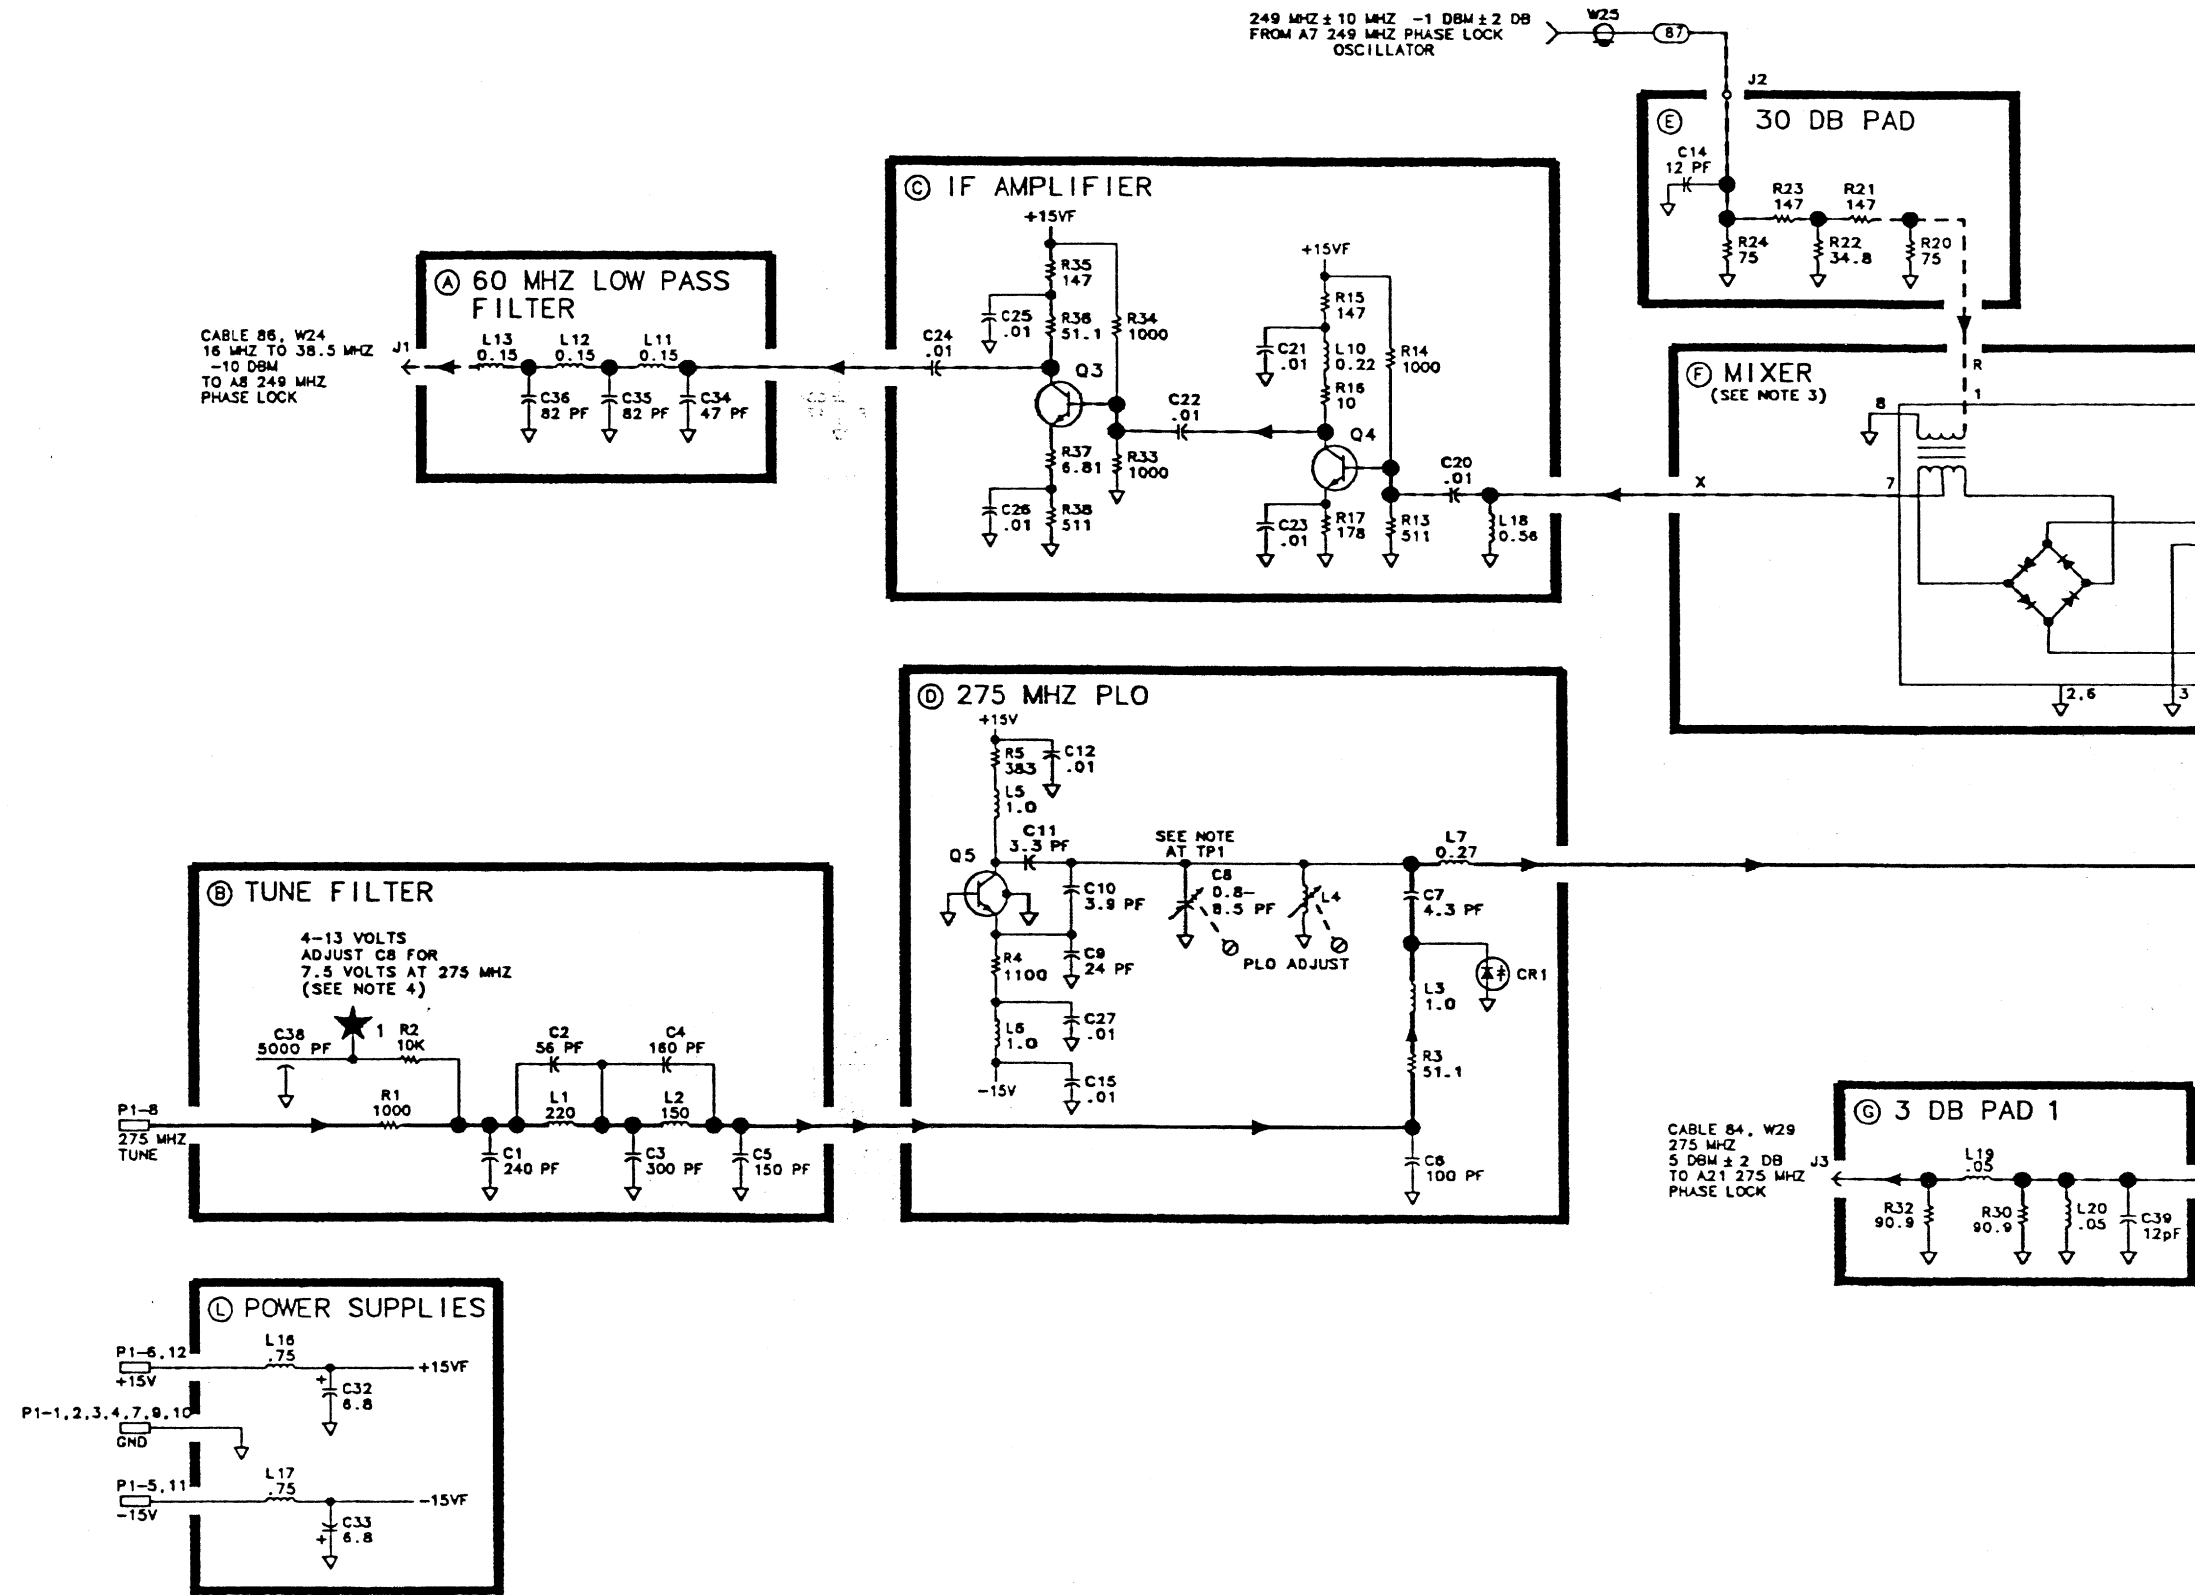 249 MHZ ± 10 MHZ -1 DBM ± 2 DB
FROM A7 249 MHZ PHASE LOCK
OSCILLATOR
W25
87
J2
E
30 DB PAD
C14
12 PF
R23
147
R21
147
R24
75
R22
34.8
R20
75
C IF AMPLIFIER
+15VF
R35
147
C25
.01
R36
51.1
R34
1000
C24
.01
Q3
R37
6.81
R33
1000
C26
.01
R38
511
C22
.01
+15VF
R15
147
C21
.01
L10
0.22
R14
1000
R16
10
Q4
C20
.01
C23
.01
R17
178
R13
511
L18
0.56
A 60 MHZ LOW PASS
FILTER
CABLE 86, W24
16 MHZ TO 38.5 MHZ
-10 DBM
TO A8 249 MHZ
PHASE LOCK
J1
L13
0.15
L12
0.15
L11
0.15
C36
82 PF
C35
82 PF
C34
47 PF
F MIXER
(SEE NOTE 3)
R
1
8
X
7
2,6
3
D 275 MHZ PLO
+15V
R5
383
C12
.01
L5
1.0
C11
3.3 PF
Q5
C10
3.9 PF
R4
1100
C9
24 PF
L6
1.0
C27
.01
-15V
C15
.01
SEE NOTE
AT TP1
C8
0.8-
8.5 PF
L4
PLO ADJUST
L7
0.27
C7
4.3 PF
CR1
L3
1.0
R3
51.1
C6
100 PF
B TUNE FILTER
4-13 VOLTS
ADJUST C8 FOR
7.5 VOLTS AT 275 MHZ
(SEE NOTE 4)
1
C38
5000 PF
R2
10K
C2
56 PF
C4
160 PF
R1
1000
L1
220
L2
150
P1-8
275 MHZ
TUNE
C1
240 PF
C3
300 PF
C5
150 PF
G 3 DB PAD 1
CABLE 84, W29
275 MHZ
5 DBM ± 2 DB
TO A21 275 MHZ
PHASE LOCK
J3
L19
.05
R32
90.9
R30
90.9
L20
.05
C39
12pF
L POWER SUPPLIES
P1-6,12
+15V
L16
.75
+15VF
+
C32
6.8
P1-1,2,3,4,7,9,10
GND
P1-5,11
-15V
L17
.75
-15VF
+
C33
6.8